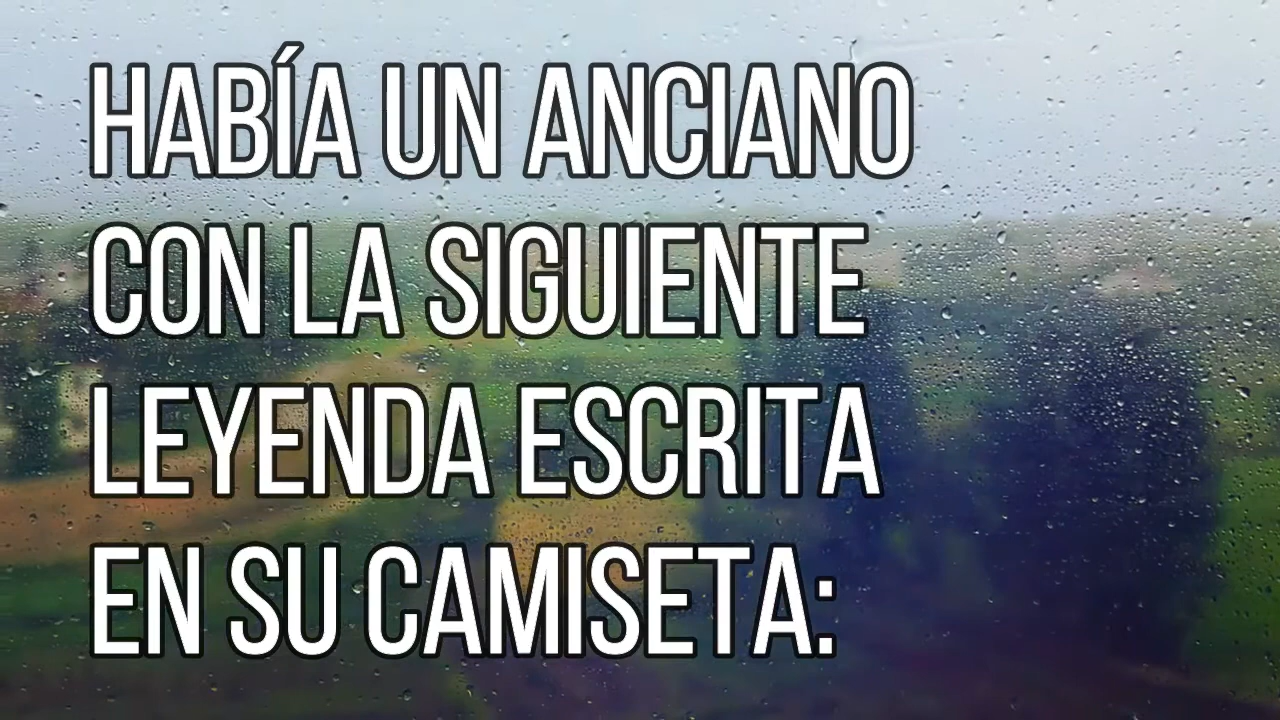 HABÍA UN ANCIANO
CON LA SIGUIENTE
LEYENDA ESCRITA
EN SU CAMISETA: